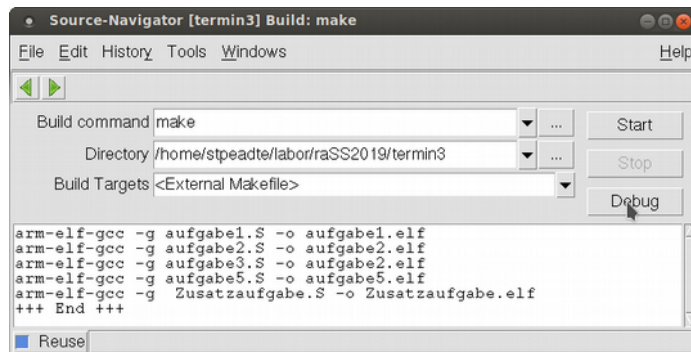 Source-Navigator [termin3] Build: make
File Edit History Tools Windows Help
Build command make ... Start
Directory /home/stpeadte/labor/raSS2019/termin3 ... Stop
Build Targets <External Makefile>
Debug
arm-elf-gcc -g aufgabe1.S -o aufgabe1.elf
arm-elf-gcc -g aufgabe2.S -o aufgabe2.elf
arm-elf-gcc -g aufgabe3.S -o aufgabe2.elf
arm-elf-gcc -g aufgabe5.S -o aufgabe5.elf
arm-elf-gcc -g  Zusatzaufgabe.S -o Zusatzaufgabe.elf
+++ End +++
Reuse